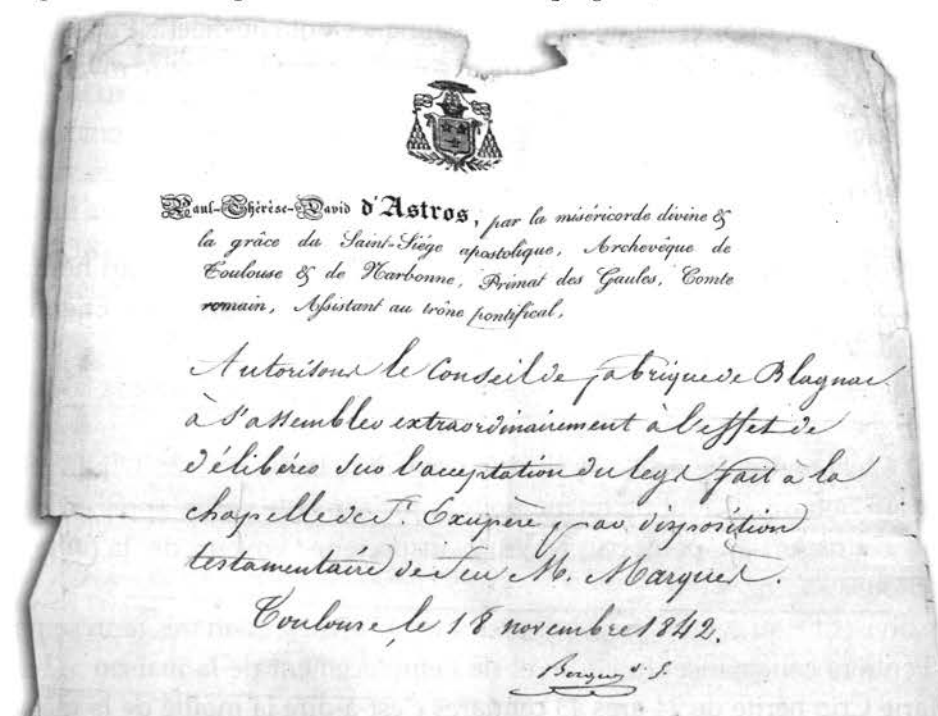 Paul-Thérèse-David d'Astros, par la miséricorde divine &
la grâce du Saint-Siége apostolique, Archevêque de
Toulouse & de Narbonne, Primat des Gaules, Comte
romain, Assistant au trône pontifical,
Autorisons le Conseil de fabrique de Blagnac
à s'assembler extraordinairement à l'effet de
délibérer sur l'acceptation du legs fait à la
chapelle de St. Exupère par disposition
testamentaire de feu M. Marquet.
Toulouse le 18 novembre 1842.